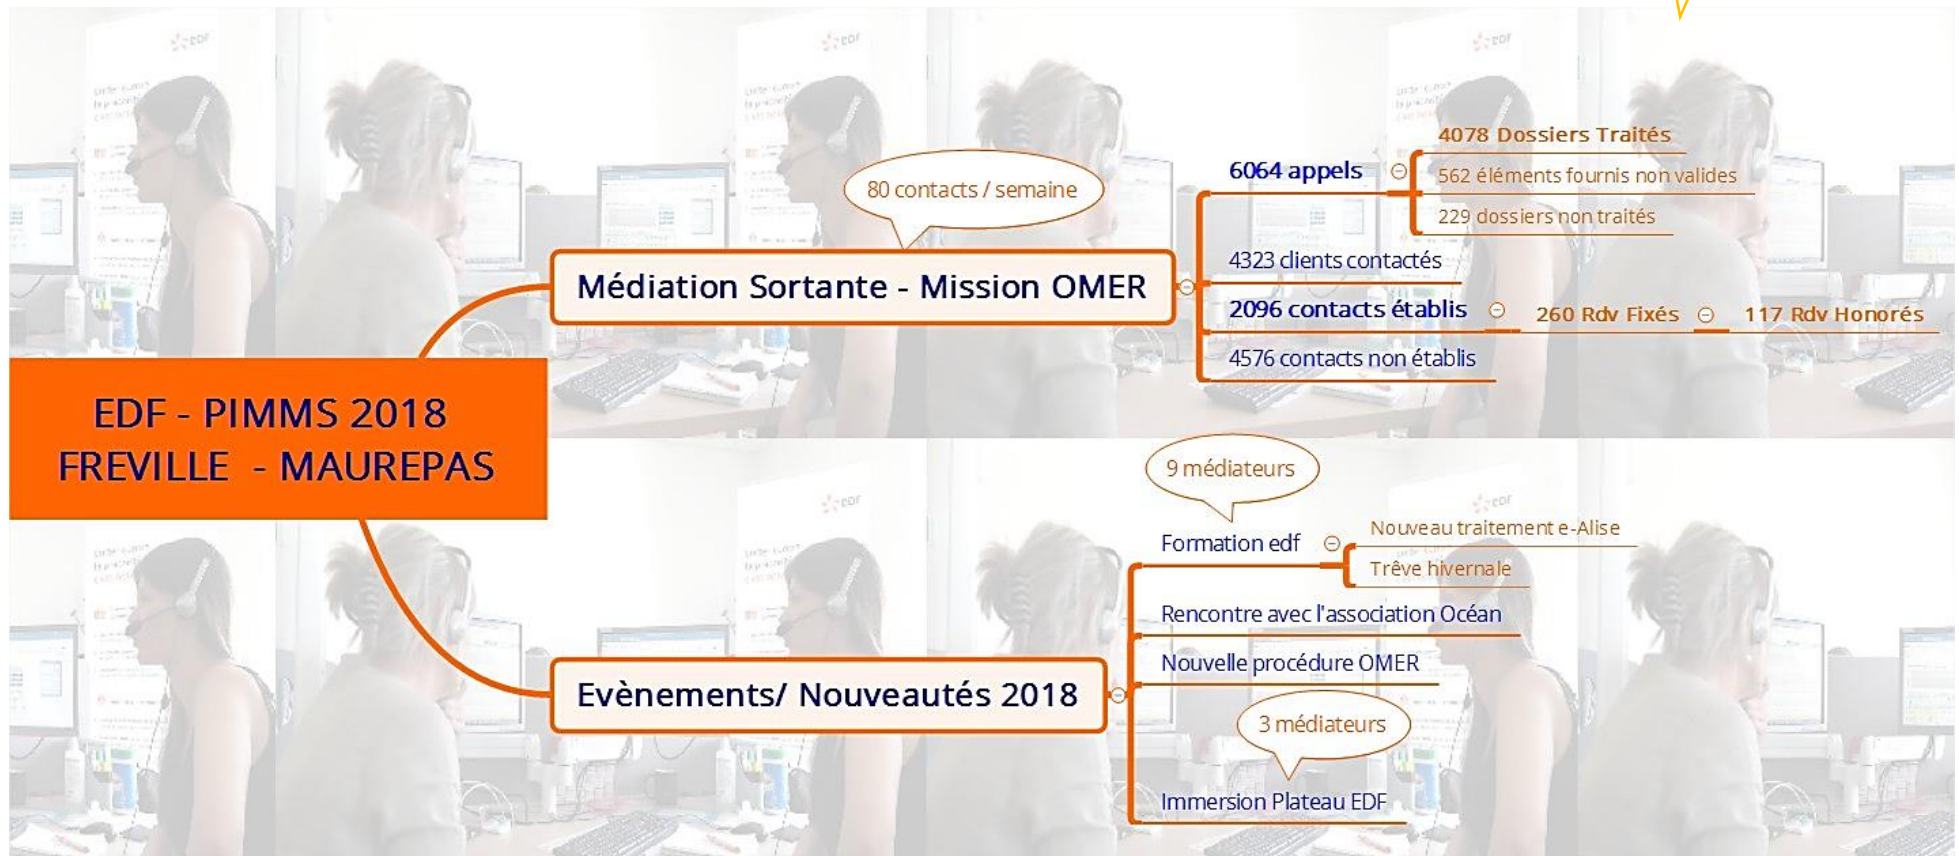 80 contacts / semaine
Médiation Sortante - Mission OMER
6064 appels
4078 Dossiers Traités
562 éléments fournis non valides
229 dossiers non traités
4323 clients contactés
2096 contacts établis
260 Rdv Fixés
117 Rdv Honorés
4576 contacts non établis
EDF - PIMMS 2018
FREVILLE - MAUREPAS
9 médiateurs
Formation edf
Nouveau traitement e-Alise
Trêve hivernale
Rencontre avec l'association Océan
Nouvelle procédure OMER
Evènements/ Nouveautés 2018
3 médiateurs
Immersion Plateau EDF